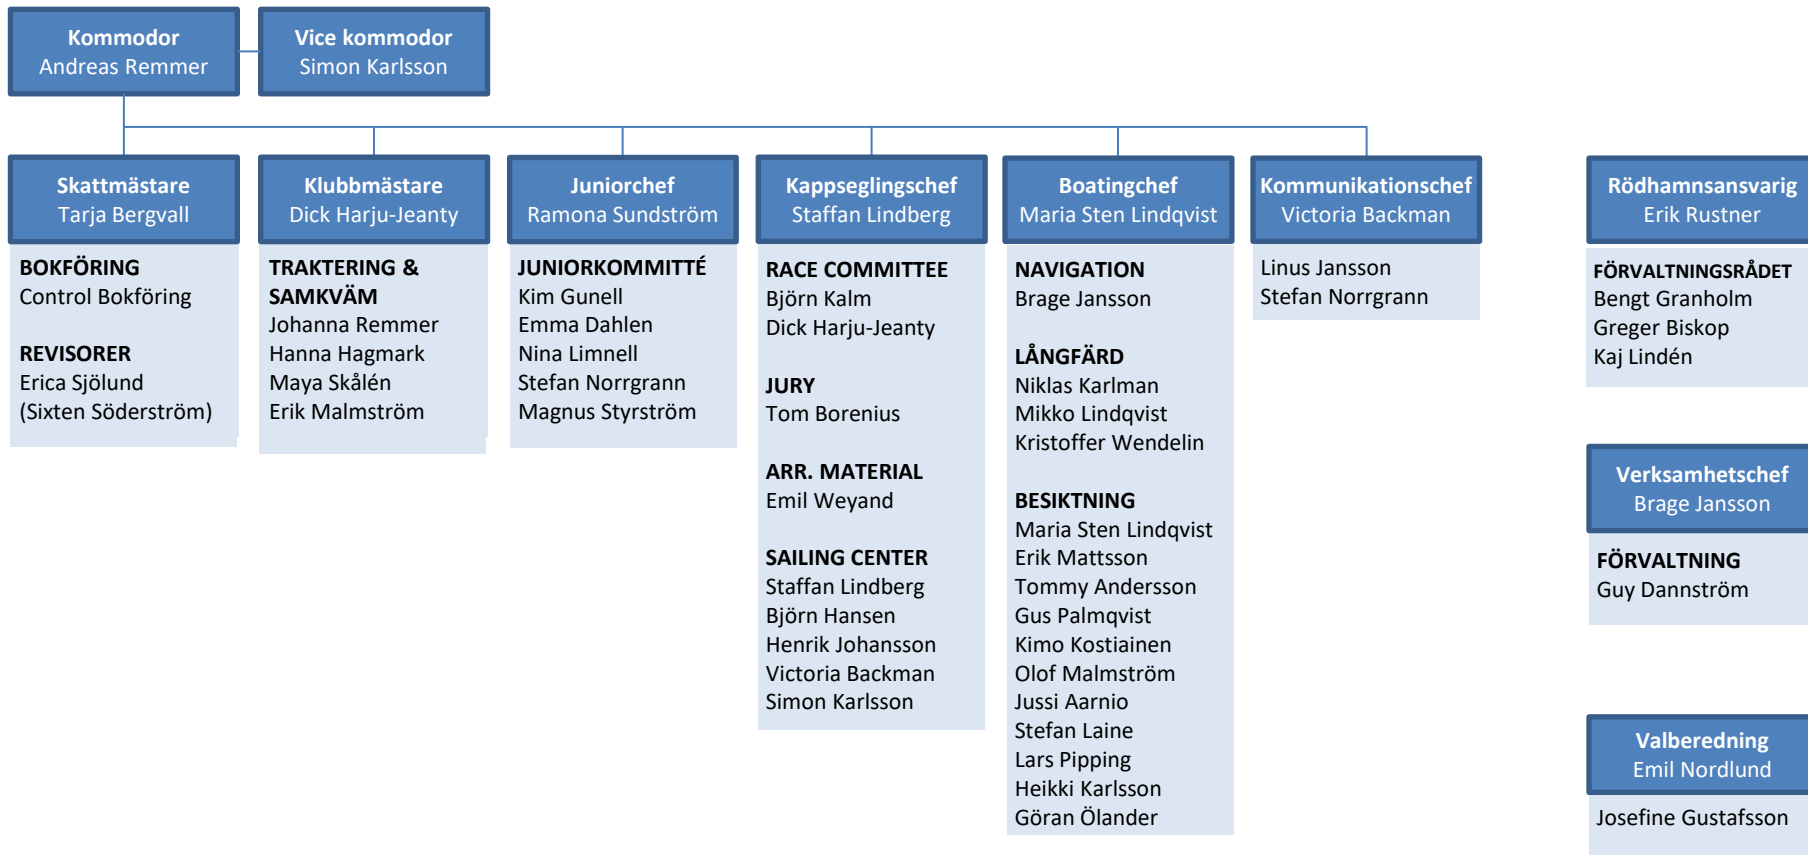 Kommodor
Andreas Remmer
Vice kommodor
Simon Karlsson
Skattmästare
Tarja Bergvall
BOKFÖRING
Control Bokföring
REVISORER
Erica Sjölund
(Sixten Söderström)
Klubbmästare
Dick Harju-Jeanty
TRAKTERING &
SAMKVÄM
Johanna Remmer
Hanna Hagmark
Maya Skålén
Erik Malmström
Juniorchef
Ramona Sundström
JUNIORKOMMITTÉ
Kim Gunell
Emma Dahlen
Nina Limnell
Stefan Norrgrann
Magnus Styrström
Kappseglingschef
Staffan Lindberg
RACE COMMITTEE
Björn Kalm
Dick Harju-Jeanty
JURY
Tom Borenius
ARR. MATERIAL
Emil Weyand
SAILING CENTER
Staffan Lindberg
Björn Hansen
Henrik Johansson
Victoria Backman
Simon Karlsson
Boatingchef
Maria Sten Lindqvist
NAVIGATION
Brage Jansson
LÅNGFÄRD
Niklas Karlman
Mikko Lindqvist
Kristoffer Wendelin
BESIKTNING
Maria Sten Lindqvist
Erik Mattsson
Tommy Andersson
Gus Palmqvist
Kimo Kostiainen
Olof Malmström
Jussi Aarnio
Stefan Laine
Lars Pipping
Heikki Karlsson
Göran Ölander
Kommunikationschef
Victoria Backman
Linus Jansson
Stefan Norrgrann
Rödhamnsansvarig
Erik Rustner
FÖRVALTNINGSRÅDET
Bengt Granholm
Greger Biskop
Kaj Lindén
Verksamhetschef
Brage Jansson
FÖRVALTNING
Guy Dannström
Valberedning
Emil Nordlund
Josefine Gustafsson